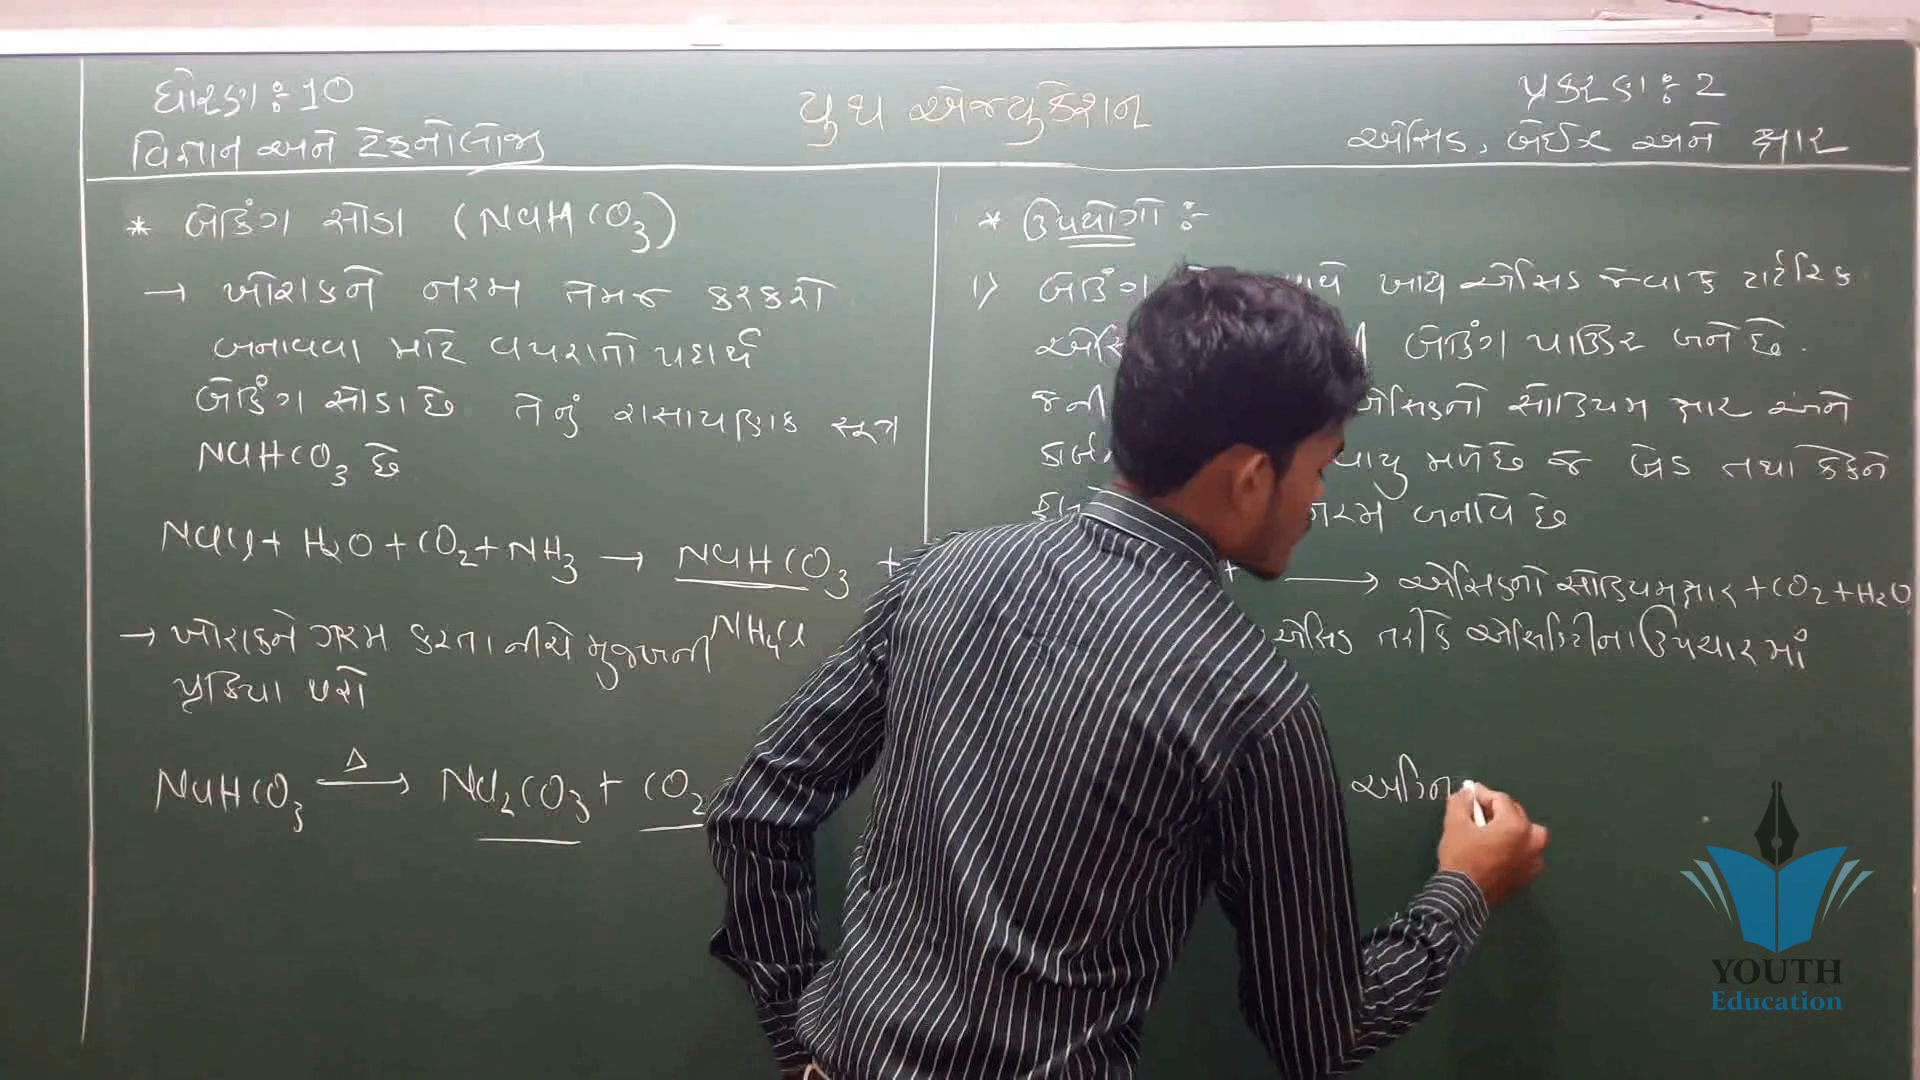 ધોરણ : 10
વિજ્ઞાન અને ટેકનોલોજી
યુથ એજ્યુકેશન
પ્રકરણ : 2
એસિડ, બેઈઝ અને ક્ષાર
* બેકિંગ સોડા (NaHCO3)
→ ખોરાકને નરમ તેમજ કરકરો
બનાવવા માટે વપરાતો પદાર્થ
બેકિંગ સોડા છે તેનું રાસાયણિક સૂત્ર
NaHCO3 છે
NaCl + H2O + CO2 + NH3 → NaHCO3 +
NH4Cl
→ ખોરાકને ગરમ કરતા નીચે મુજબની
પ્રક્રિયા થશે
NaHCO3 —Δ→ Na2CO3 + CO2
* ઉપયોગો :-
1) બેકિંગ ખાદ્ય એસિડ જેવા કે ટાર્ટરિક
બેકિંગ પાઉડર બને છે.
જેની એસિડનો સોડિયમ ક્ષાર અને
વાયુ મળે છે જે બ્રેડ તથા કેકને
નરમ બનાવે છે
+ → એસિડનો સોડિયમ ક્ષાર + CO2 + H2O
એસિડ તરીકે એસિડિટીના ઉપચારમાં
અગ્નિ
YOUTH
Education